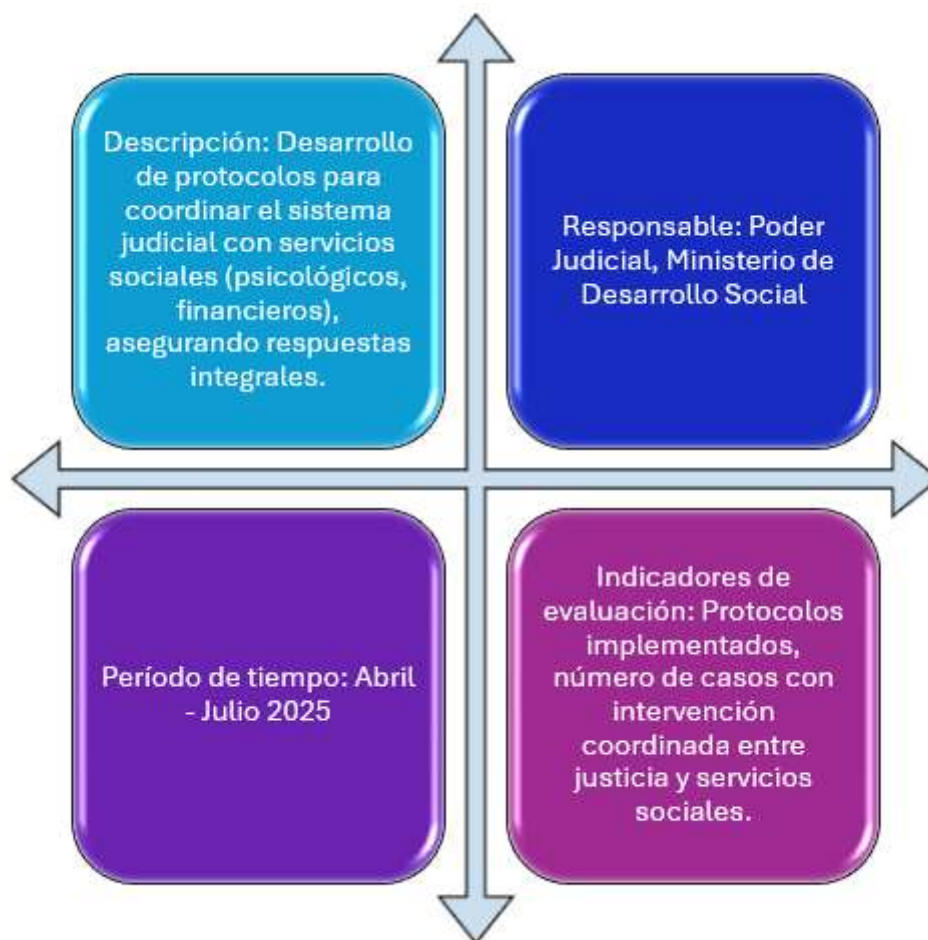 Descripción: Desarrollo
de protocolos para
coordinar el sistema
judicial con servicios
sociales (psicológicos,
financieros),
asegurando respuestas
integrales.
Responsable: Poder
Judicial, Ministerio de
Desarrollo Social
Período de tiempo: Abril
- Julio 2025
Indicadores de
evaluación: Protocolos
implementados,
número de casos con
intervención
coordinada entre
justicia y servicios
sociales.